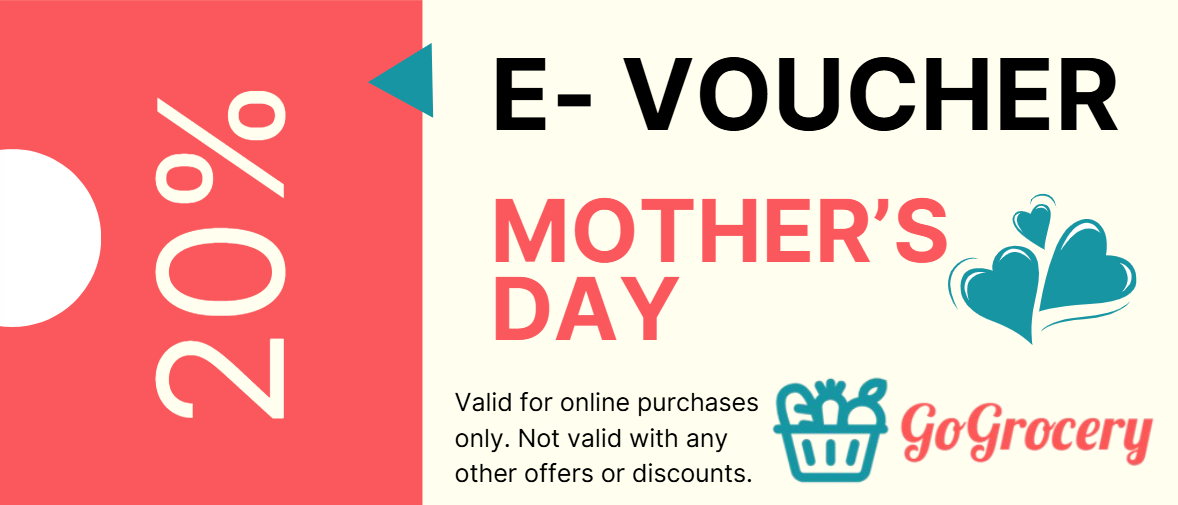 20%
E- VOUCHER
MOTHER’S
DAY
Valid for online purchases
only. Not valid with any
other offers or discounts.
GoGrocery